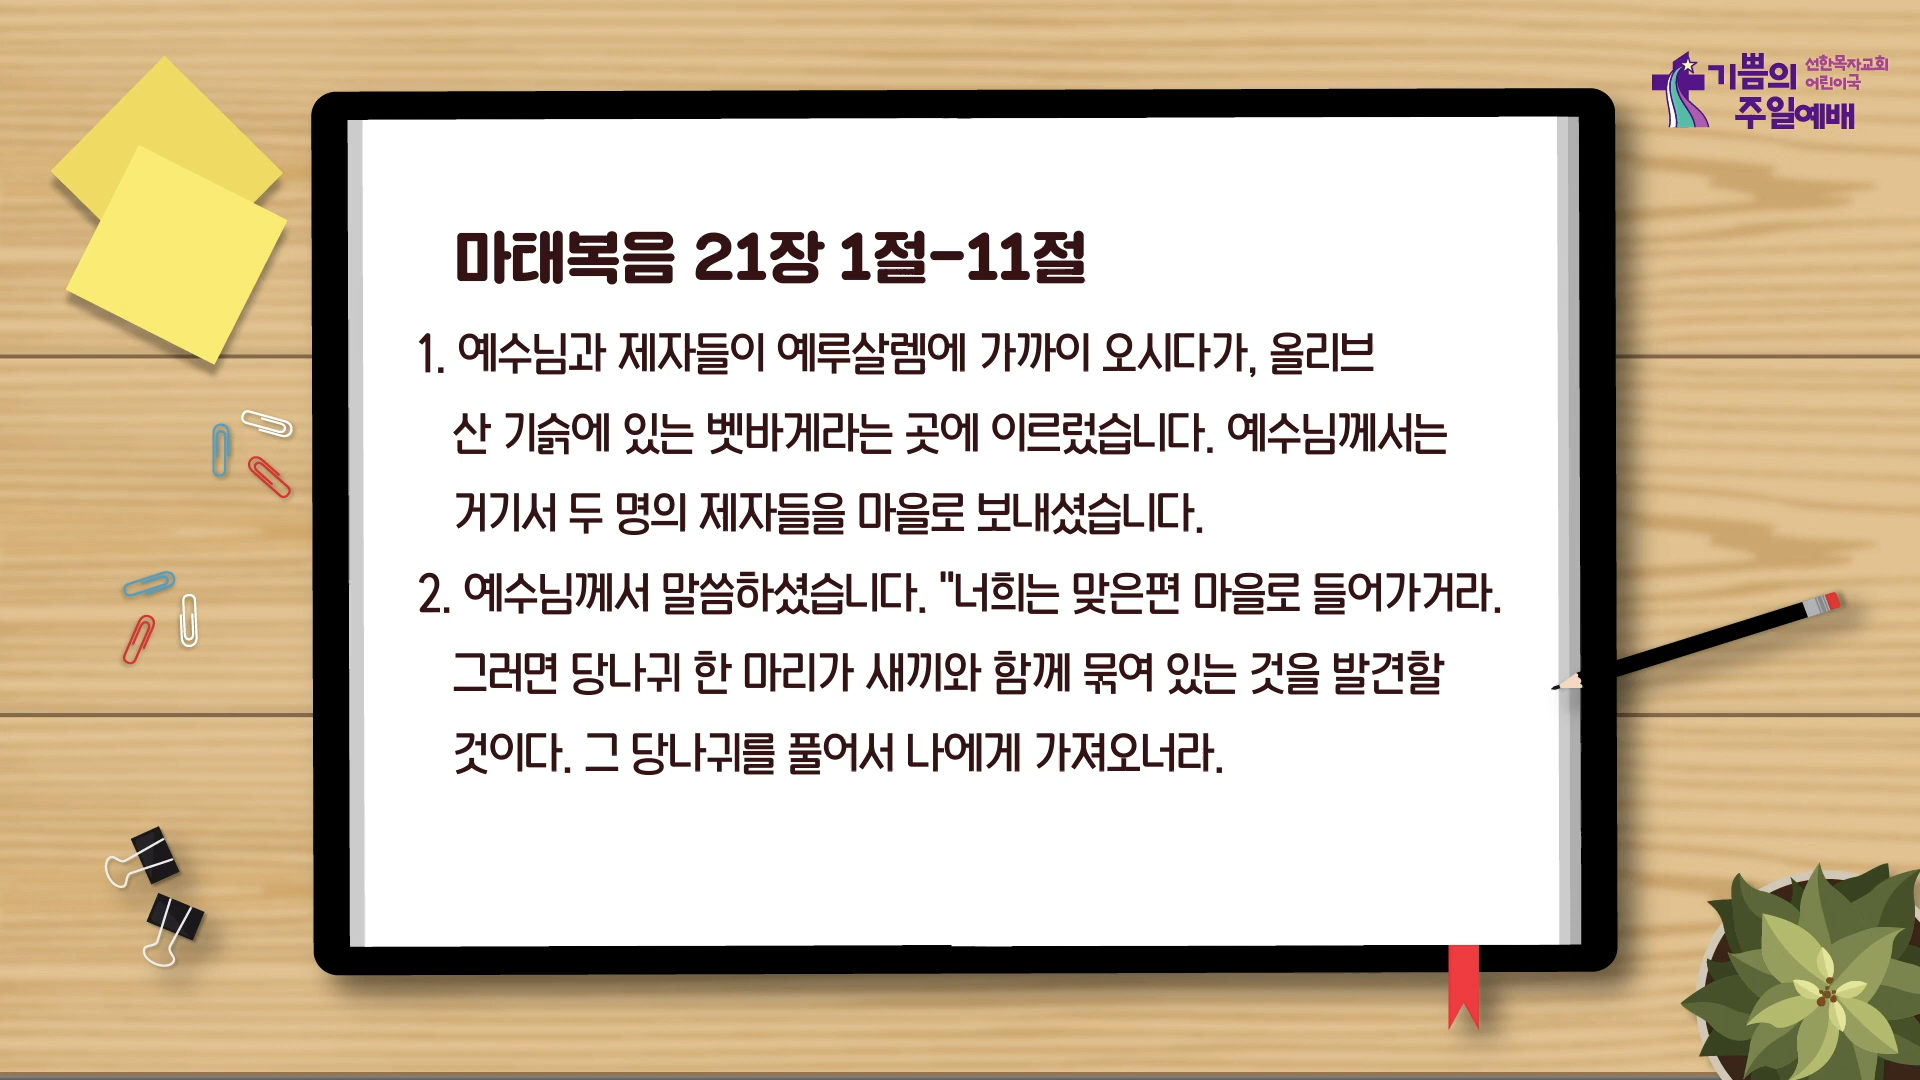 기쁨의
주일예배
선한목자교회
어린이국
마태복음 21장 1절-11절
1. 예수님과 제자들이 예루살렘에 가까이 오시다가, 올리브
산 기슭에 있는 벳바게라는 곳에 이르렀습니다. 예수님께서는
거기서 두 명의 제자들을 마을로 보내셨습니다.
2. 예수님께서 말씀하셨습니다. "너희는 맞은편 마을로 들어가거라.
그러면 당나귀 한 마리가 새끼와 함께 묶여 있는 것을 발견할
것이다. 그 당나귀를 풀어서 나에게 가져오너라.